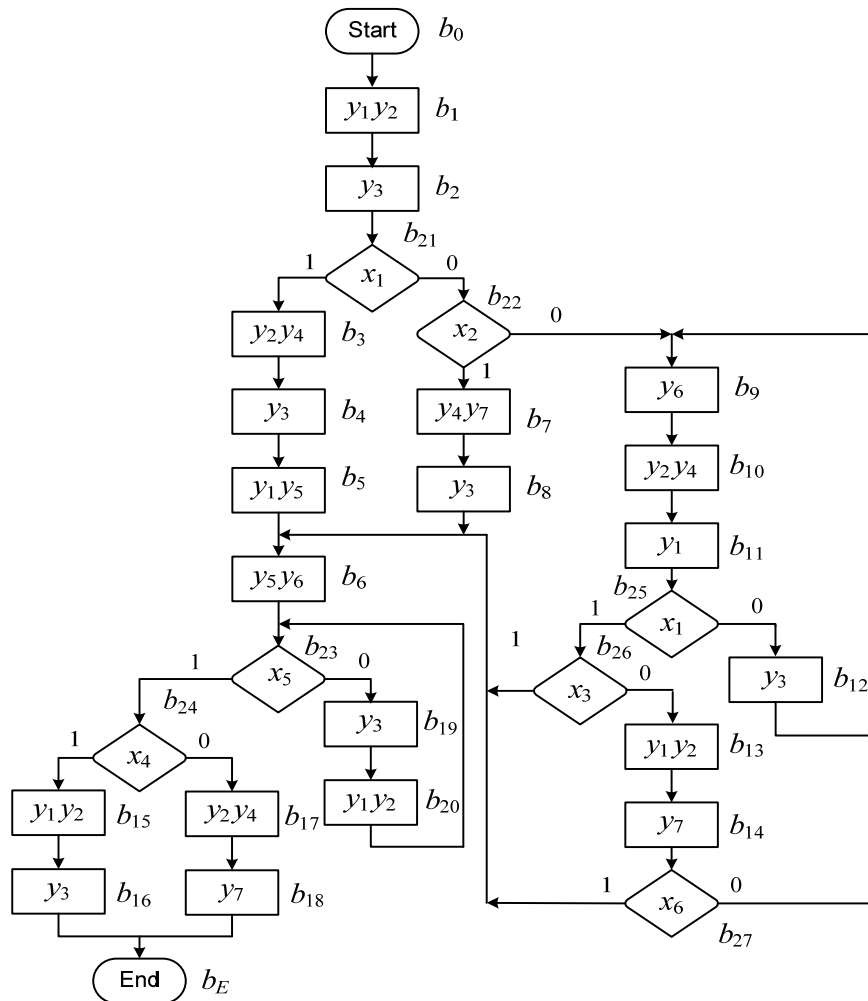 Start b₀
y₁y₂ b₁
y₃ b₂
b₂₁
1 x₁ 0
b₂₂
y₂y₄ b₃ x₂ 0
1
y₃ b₄ y₄y₇ b₇ y₆ b₉
y₁y₅ b₅ y₃ b₈ y₂y₄ b₁₀
y₁ b₁₁
y₅y₆ b₆ b₂₅
1 x₁ 0
1 b₂₃ 1 b₂₆
x₅ 0 x₃ 0 y₃ b₁₂
b₂₄ y₃ b₁₉
1 x₄ 0 y₁y₂ b₁₃
y₁y₂ b₁₅ y₂y₄ b₁₇ y₁y₂ b₂₀ y₇ b₁₄
y₃ b₁₆ y₇ b₁₈ 1 x₆ 0
b₂₇
End b_E